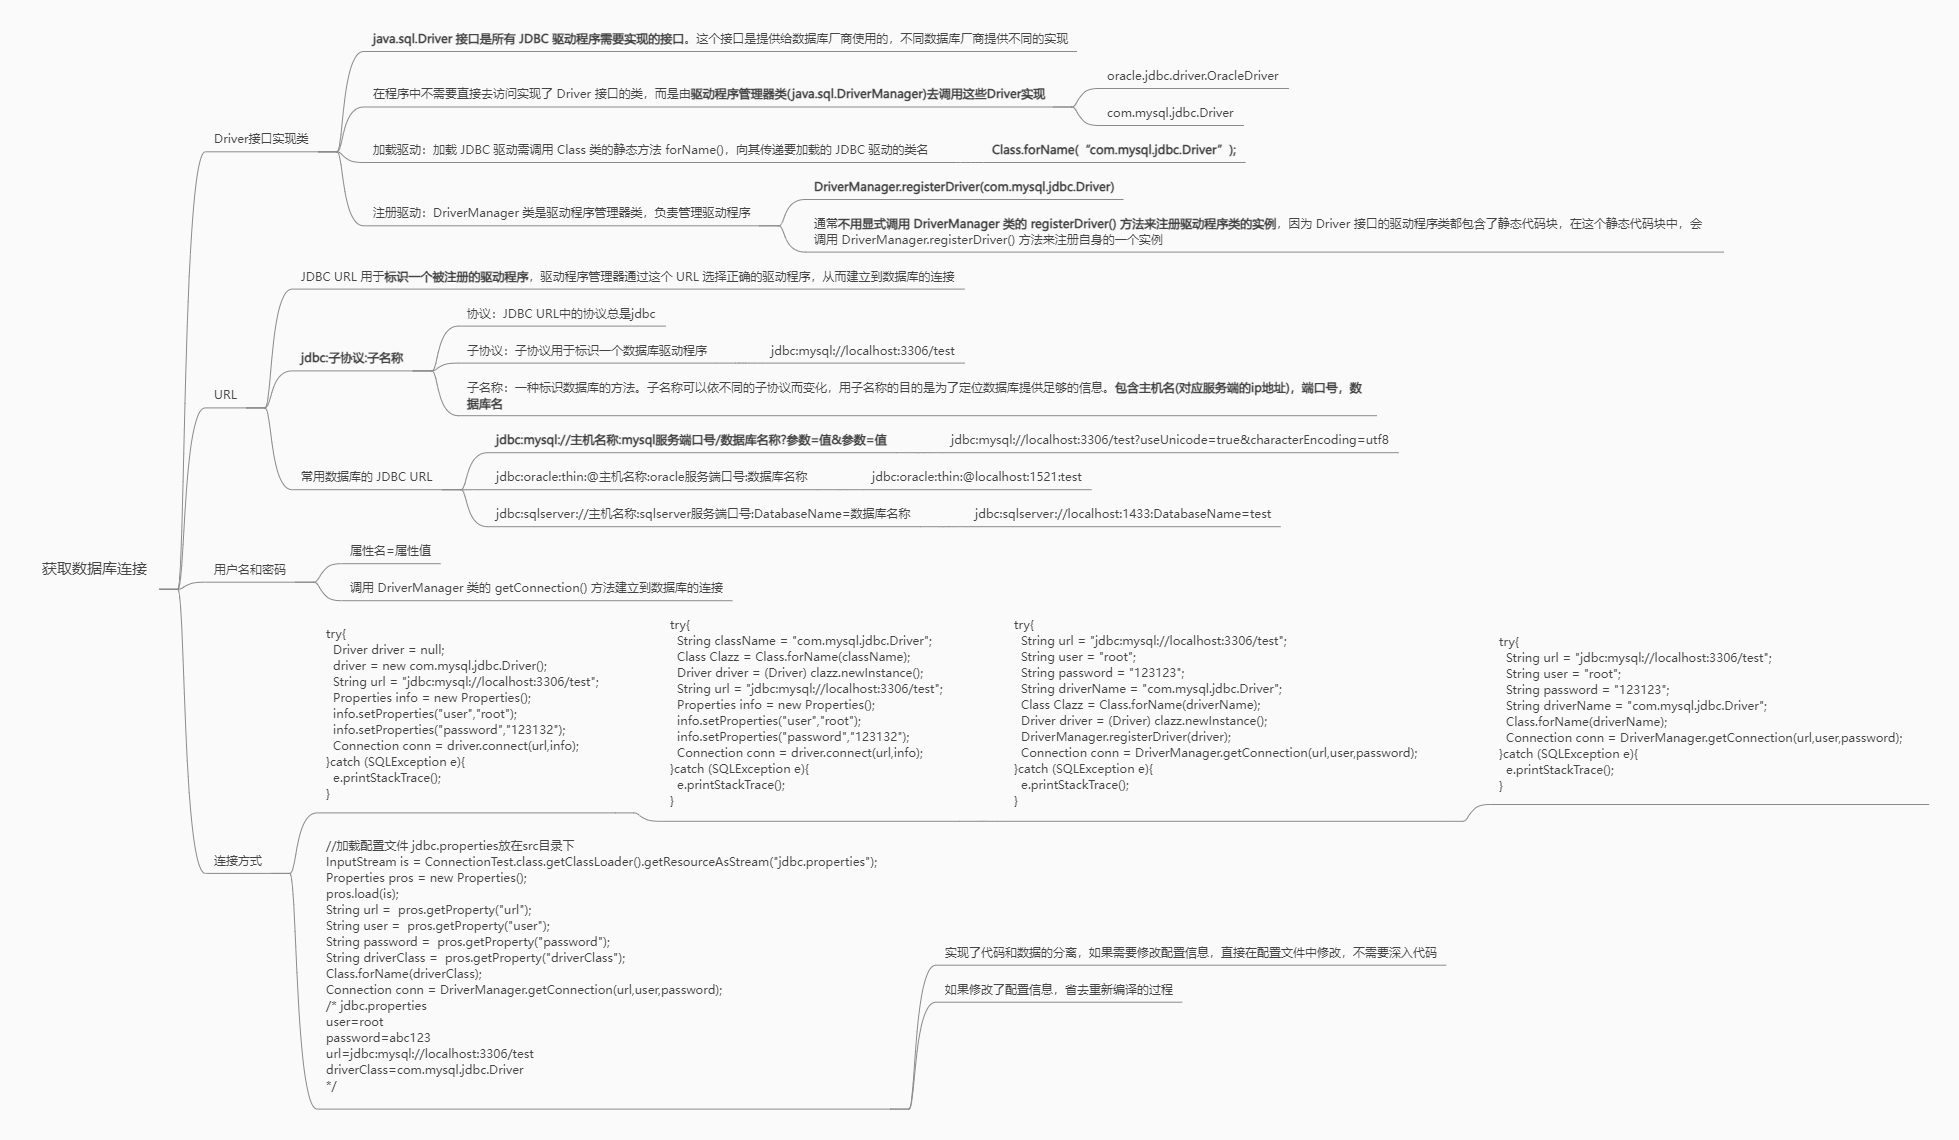 获取数据库连接
Driver接口实现类
java.sql.Driver 接口是所有 JDBC 驱动程序需要实现的接口。这个接口是提供给数据库厂商使用的，不同数据库厂商提供不同的实现
在程序中不需要直接去访问实现了 Driver 接口的类，而是由驱动程序管理器类(java.sql.DriverManager)去调用这些Driver实现
oracle.jdbc.driver.OracleDriver
com.mysql.jdbc.Driver
加载驱动：加载 JDBC 驱动需调用 Class 类的静态方法 forName()，向其传递要加载的 JDBC 驱动的类名
Class.forName(“com.mysql.jdbc.Driver”);
注册驱动：DriverManager 类是驱动程序管理器类，负责管理驱动程序
DriverManager.registerDriver(com.mysql.jdbc.Driver)
通常不用显式调用 DriverManager 类的 registerDriver() 方法来注册驱动程序类的实例，因为 Driver 接口的驱动程序类都包含了静态代码块，在这个静态代码块中，会
调用 DriverManager.registerDriver() 方法来注册自身的一个实例
URL
JDBC URL 用于标识一个被注册的驱动程序，驱动程序管理器通过这个 URL 选择正确的驱动程序，从而建立到数据库的连接
jdbc:子协议:子名称
协议：JDBC URL中的协议总是jdbc
子协议：子协议用于标识一个数据库驱动程序
jdbc:mysql://localhost:3306/test
子名称：一种标识数据库的方法。子名称可以依不同的子协议而变化，用子名称的目的是为了定位数据库提供足够的信息。包含主机名(对应服务端的ip地址)，端口号，数
据库名
常用数据库的 JDBC URL
jdbc:mysql://主机名称:mysql服务端口号/数据库名称?参数=值&参数=值
jdbc:mysql://localhost:3306/test?useUnicode=true&characterEncoding=utf8
jdbc:oracle:thin:@主机名称:oracle服务端口号:数据库名称
jdbc:oracle:thin:@localhost:1521:test
jdbc:sqlserver://主机名称:sqlserver服务端口号:DatabaseName=数据库名称
jdbc:sqlserver://localhost:1433:DatabaseName=test
用户名和密码
属性名=属性值
调用 DriverManager 类的 getConnection() 方法建立到数据库的连接
连接方式
try{
Driver driver = null;
driver = new com.mysql.jdbc.Driver();
String url = "jdbc:mysql://localhost:3306/test";
Properties info = new Properties();
info.setProperties("user","root");
info.setProperties("password","123132");
Connection conn = driver.connect(url,info);
}catch (SQLException e){
e.printStackTrace();
}
try{
String className = "com.mysql.jdbc.Driver";
Class Clazz = Class.forName(className);
Driver driver = (Driver) clazz.newInstance();
String url = "jdbc:mysql://localhost:3306/test";
Properties info = new Properties();
info.setProperties("user","root");
info.setProperties("password","123132");
Connection conn = driver.connect(url,info);
}catch (SQLException e){
e.printStackTrace();
}
try{
String url = "jdbc:mysql://localhost:3306/test";
String user = "root";
String password = "123123";
String driverName = "com.mysql.jdbc.Driver";
Class Clazz = Class.forName(driverName);
Driver driver = (Driver) clazz.newInstance();
DriverManager.registerDriver(driver);
Connection conn = DriverManager.getConnection(url,user,password);
}catch (SQLException e){
e.printStackTrace();
}
try{
String url = "jdbc:mysql://localhost:3306/test";
String user = "root";
String password = "123123";
String driverName = "com.mysql.jdbc.Driver";
Class.forName(driverName);
Connection conn = DriverManager.getConnection(url,user,password);
}catch (SQLException e){
e.printStackTrace();
}
//加载配置文件 jdbc.properties放在src目录下
InputStream is = ConnectionTest.class.getClassLoader().getResourceAsStream("jdbc.properties");
Properties pros = new Properties();
pros.load(is);
String url =  pros.getProperty("url");
String user =  pros.getProperty("user");
String password =  pros.getProperty("password");
String driverClass =  pros.getProperty("driverClass");
Class.forName(driverClass);
Connection conn = DriverManager.getConnection(url,user,password);
/* jdbc.properties
user=root
password=abc123
url=jdbc:mysql://localhost:3306/test
driverClass=com.mysql.jdbc.Driver
*/
实现了代码和数据的分离，如果需要修改配置信息，直接在配置文件中修改，不需要深入代码
如果修改了配置信息，省去重新编译的过程